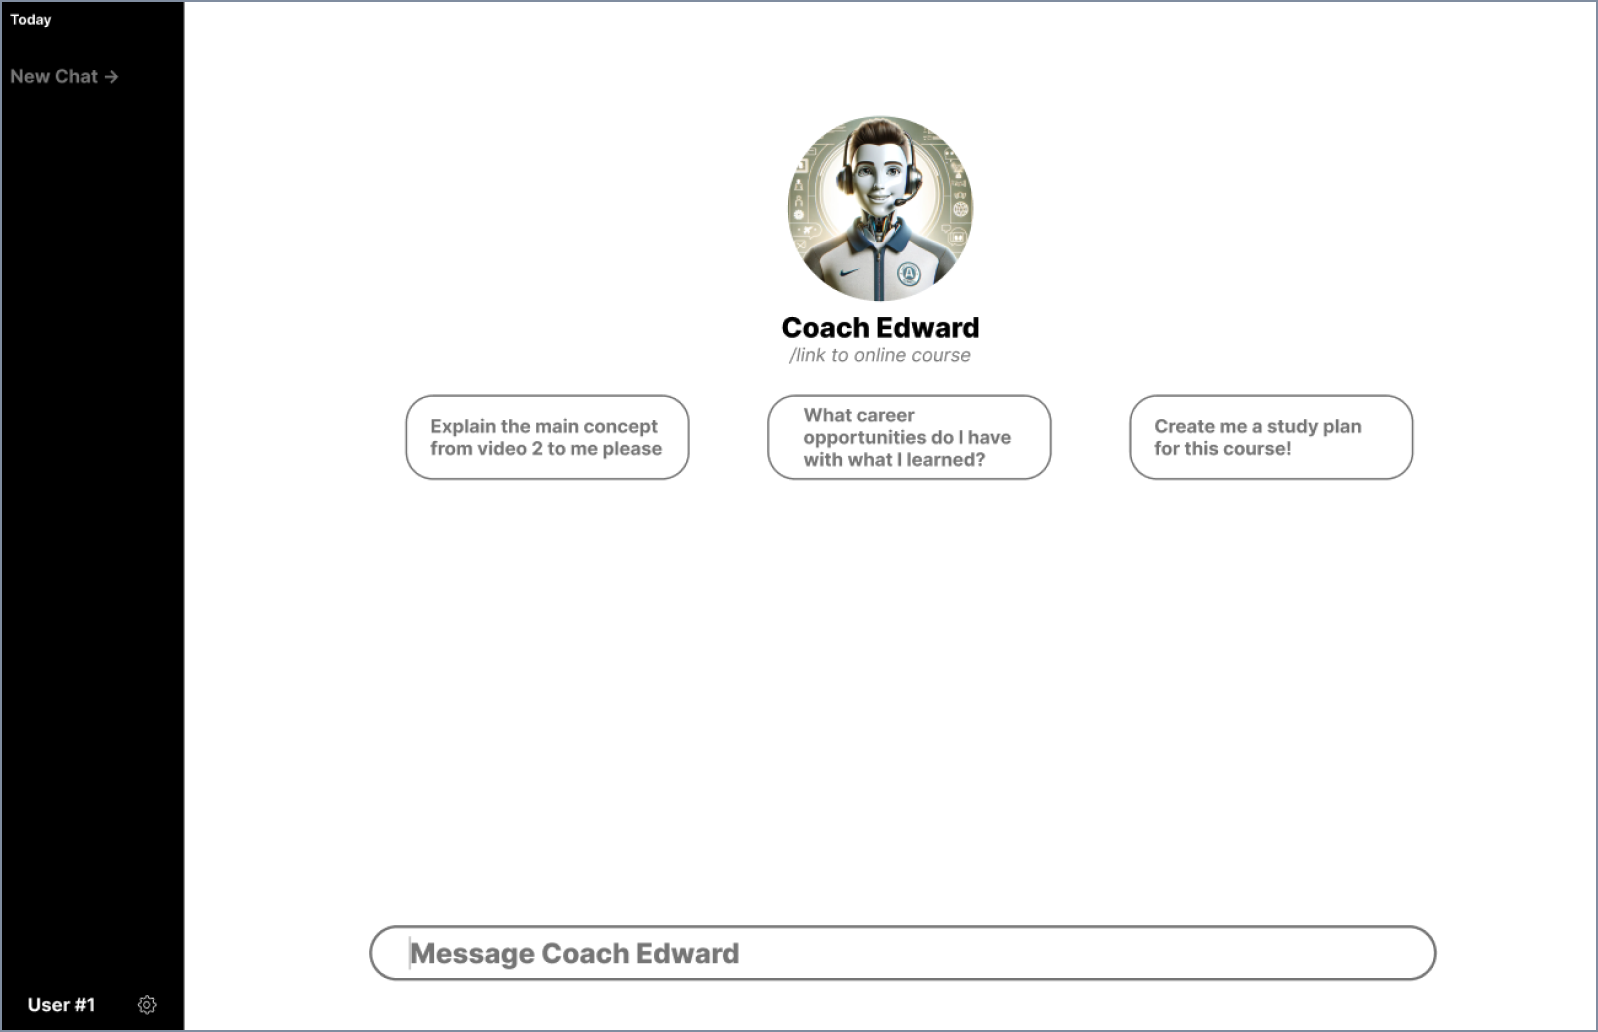 Today
New Chat →
Coach Edward
/link to online course
Explain the main concept
from video 2 to me please
What career
opportunities do I have
with what I learned?
Create me a study plan
for this course!
Message Coach Edward
User #1
A